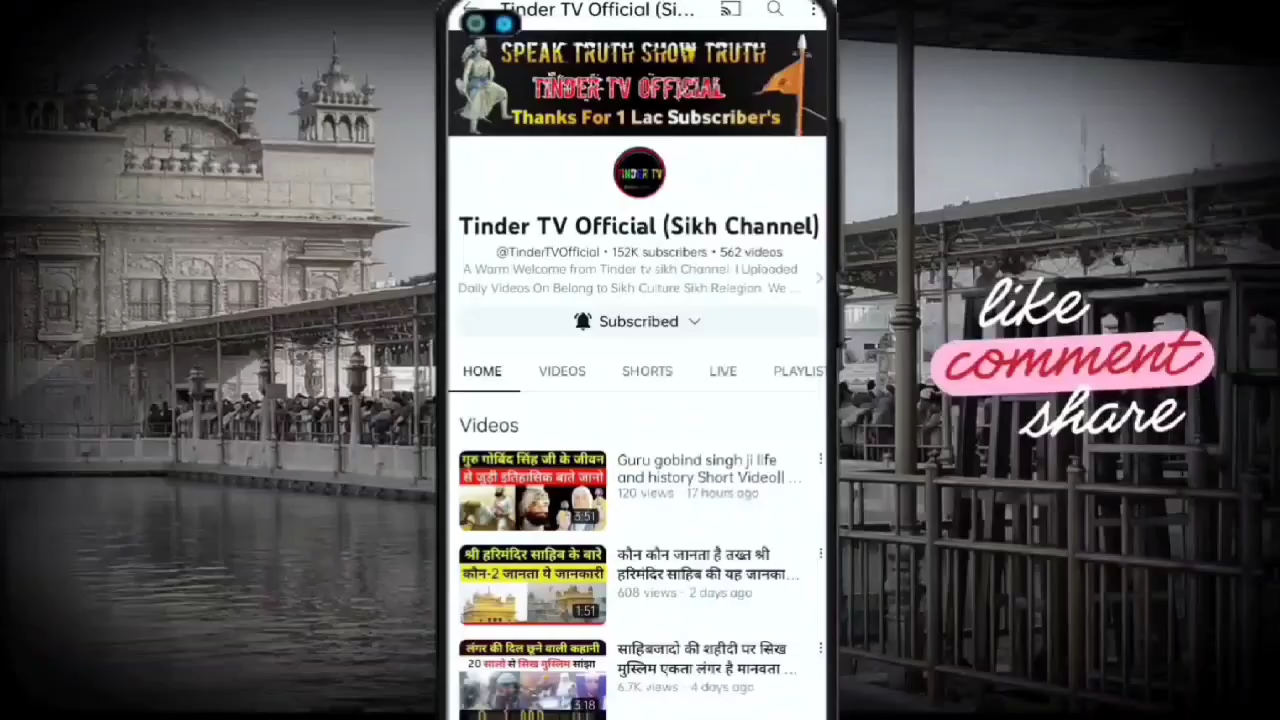 Tinder TV Official (Si...
SPEAK TRUTH SHOW TRUTH
TINDER TV OFFICIAL
Thanks For 1 Lac Subscriber's
TINDER TV
Tinder TV Official (Sikh Channel)
@TinderTVOfficial • 152K subscribers • 562 videos
A Warm Welcome from Tinder tv sikh Channel. I Uploaded
Daily Videos On Belong to Sikh Culture Sikh Relegion. We ...
Subscribed
HOME VIDEOS SHORTS LIVE PLAYLIS
Videos
गुरु गोबिंद सिंह जी के जीवन
से जुड़ी इतिहासिक बाते जानो
3:51
Guru gobind singh ji life
and history Short Video|| ...
120 views · 17 hours ago
श्री हरिमंदिर साहिब के बारे
कौन-2 जानता ये जानकारी
1:51
कौन कौन जानता है तख्त श्री
हरिमंदिर साहिब की यह जानका...
608 views · 2 days ago
लंगर की दिल छूने वाली कहानी
20 सालो से सिख मुस्लिम सांझा
3:18
साहिबजादो की शहीदी पर सिख
मुस्लिम एकता लंगर है मानवता ...
6.7K views · 4 days ago
like
comment
share